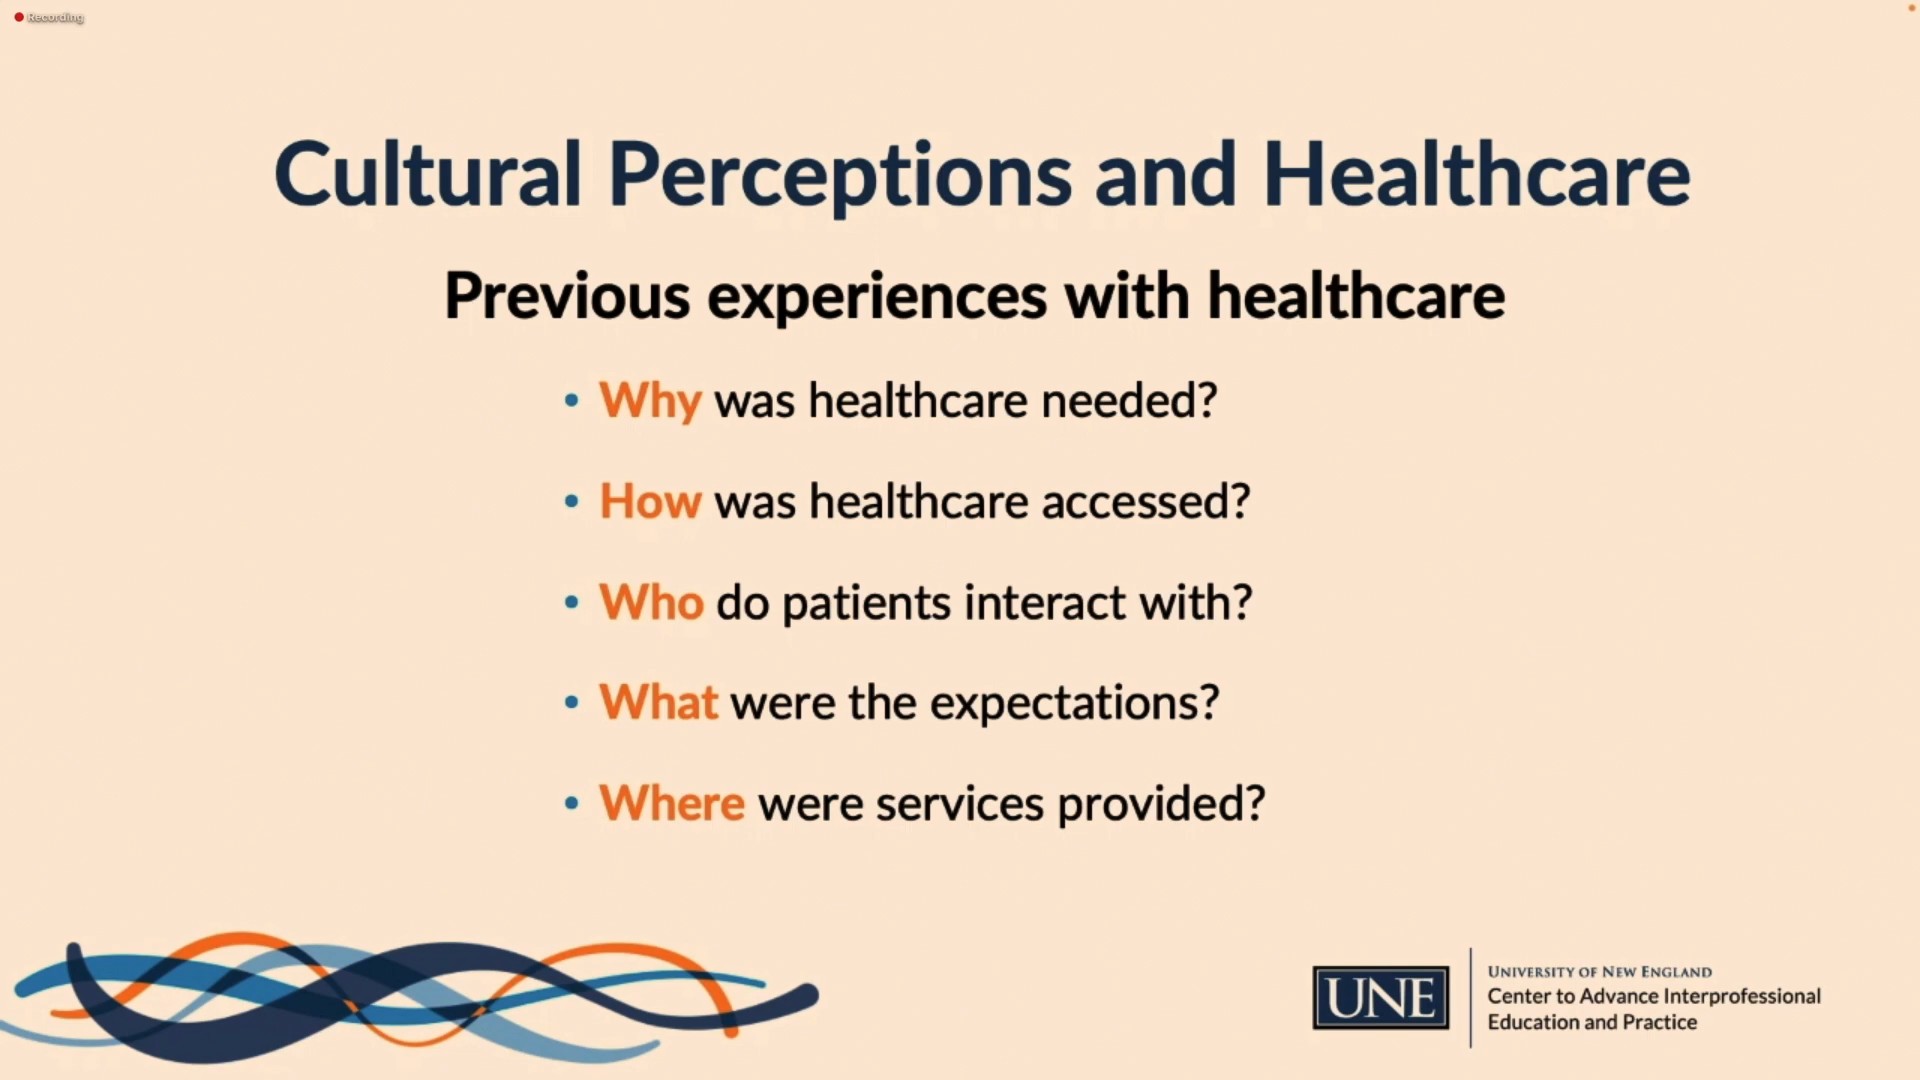 Recording
Cultural Perceptions and Healthcare
Previous experiences with healthcare
• Why was healthcare needed?
• How was healthcare accessed?
• Who do patients interact with?
• What were the expectations?
• Where were services provided?
UNE
UNIVERSITY OF NEW ENGLAND
Center to Advance Interprofessional
Education and Practice